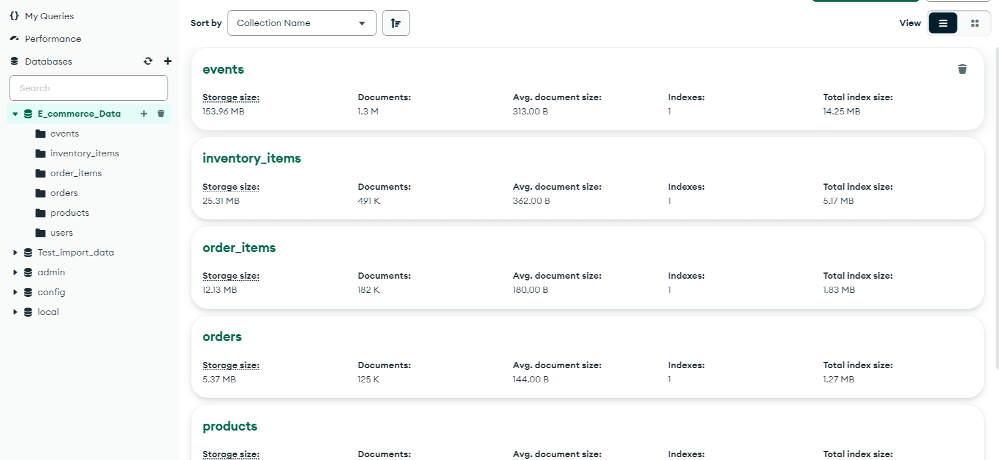 My Queries
Performance
Databases
Search
E_commerce_Data
events
inventory_items
order_items
orders
products
users
Test_import_data
admin
config
local
Sort by Collection Name
View
events
Storage size: Documents: Avg. document size: Indexes: Total index size:
153.96 MB 1.3 M 313.00 B 1 14.25 MB
inventory_items
Storage size: Documents: Avg. document size: Indexes: Total index size:
25.31 MB 491 K 362.00 B 1 5.17 MB
order_items
Storage size: Documents: Avg. document size: Indexes: Total index size:
12.13 MB 182 K 180.00 B 1 1.83 MB
orders
Storage size: Documents: Avg. document size: Indexes: Total index size:
5.37 MB 125 K 144.00 B 1 1.27 MB
products
Storage size: Documents: Avg. document size: Indexes: Total index size: